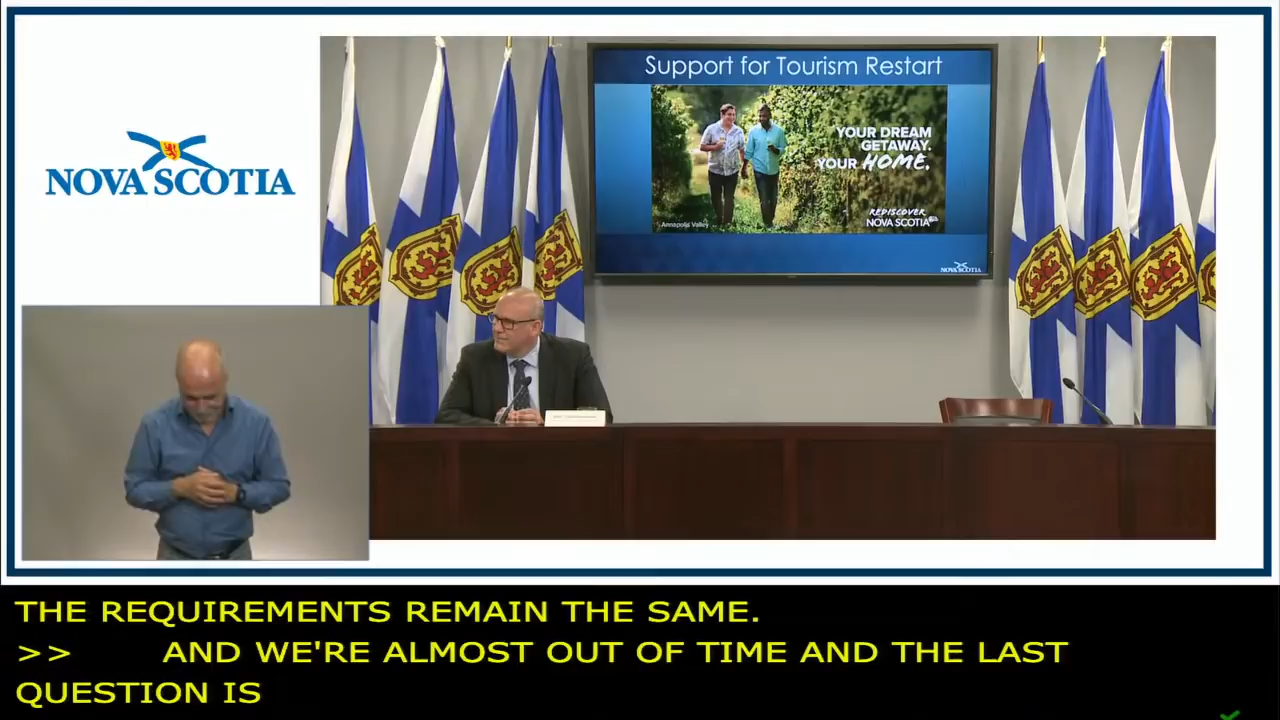 NOVA SCOTIA
Support for Tourism Restart
YOUR DREAM
GETAWAY.
YOUR HOME.
REDISCOVER
NOVA SCOTIA
Annapolis Valley
NOVA SCOTIA
THE REQUIREMENTS REMAIN THE SAME.
>> AND WE'RE ALMOST OUT OF TIME AND THE LAST
QUESTION IS